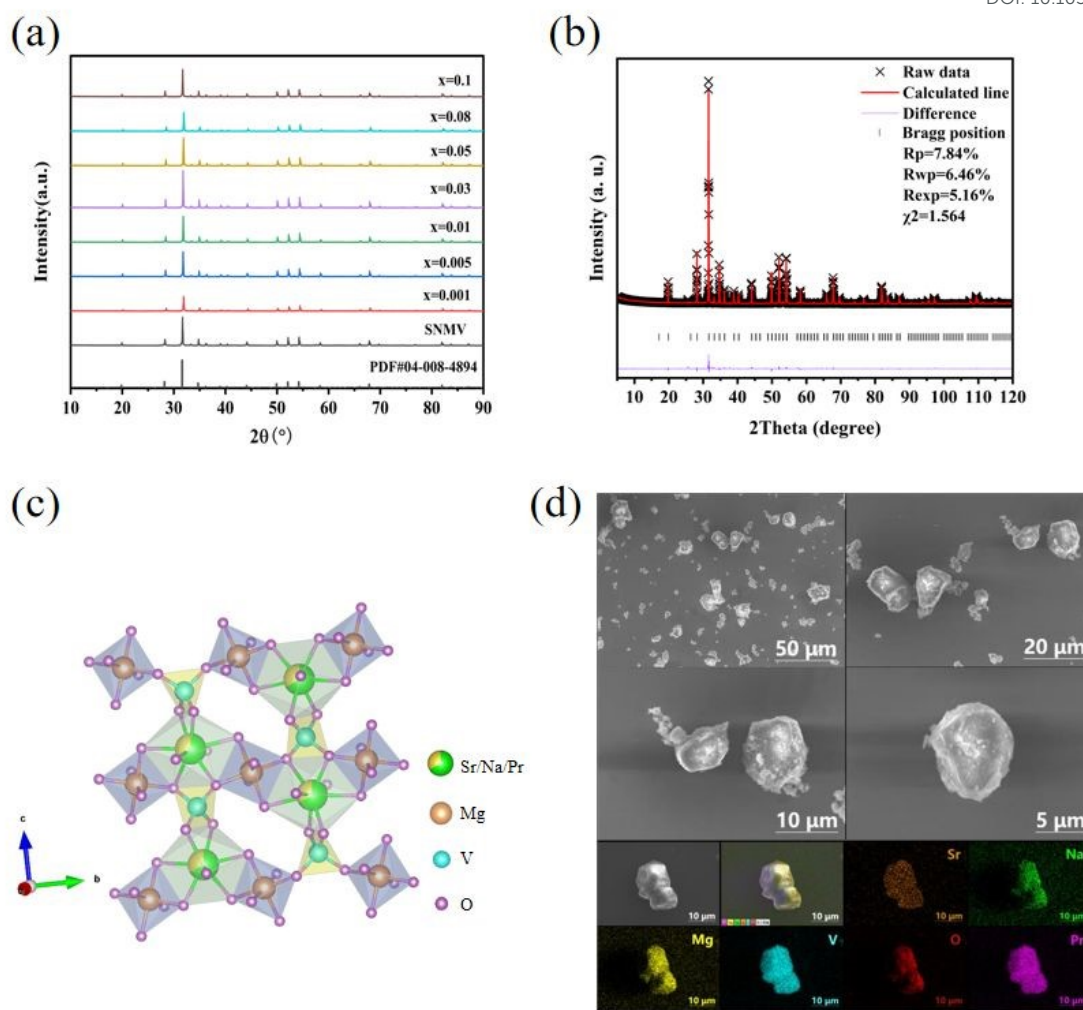 (a)
x=0.1
x=0.08
x=0.05
x=0.03
x=0.01
x=0.005
x=0.001
SNMV
PDF#04-008-4894
Intensity(a.u.)
10 20 30 40 50 60 70 80 90
2θ (°)
(b)
Raw data
Calculated line
Difference
Bragg position
Rp=7.84%
Rwp=6.46%
Rexp=5.16%
χ2=1.564
Intensity (a. u.)
10 20 30 40 50 60 70 80 90 100 110 120
2Theta (degree)
(c)
Sr/Na/Pr
Mg
V
O
c
b
(d)
50 μm
20 μm
10 μm
5 μm
10 μm
10 μm
Sr
10 μm
Na
10 μm
Mg
10 μm
V
10 μm
O
10 μm
Pr
10 μm